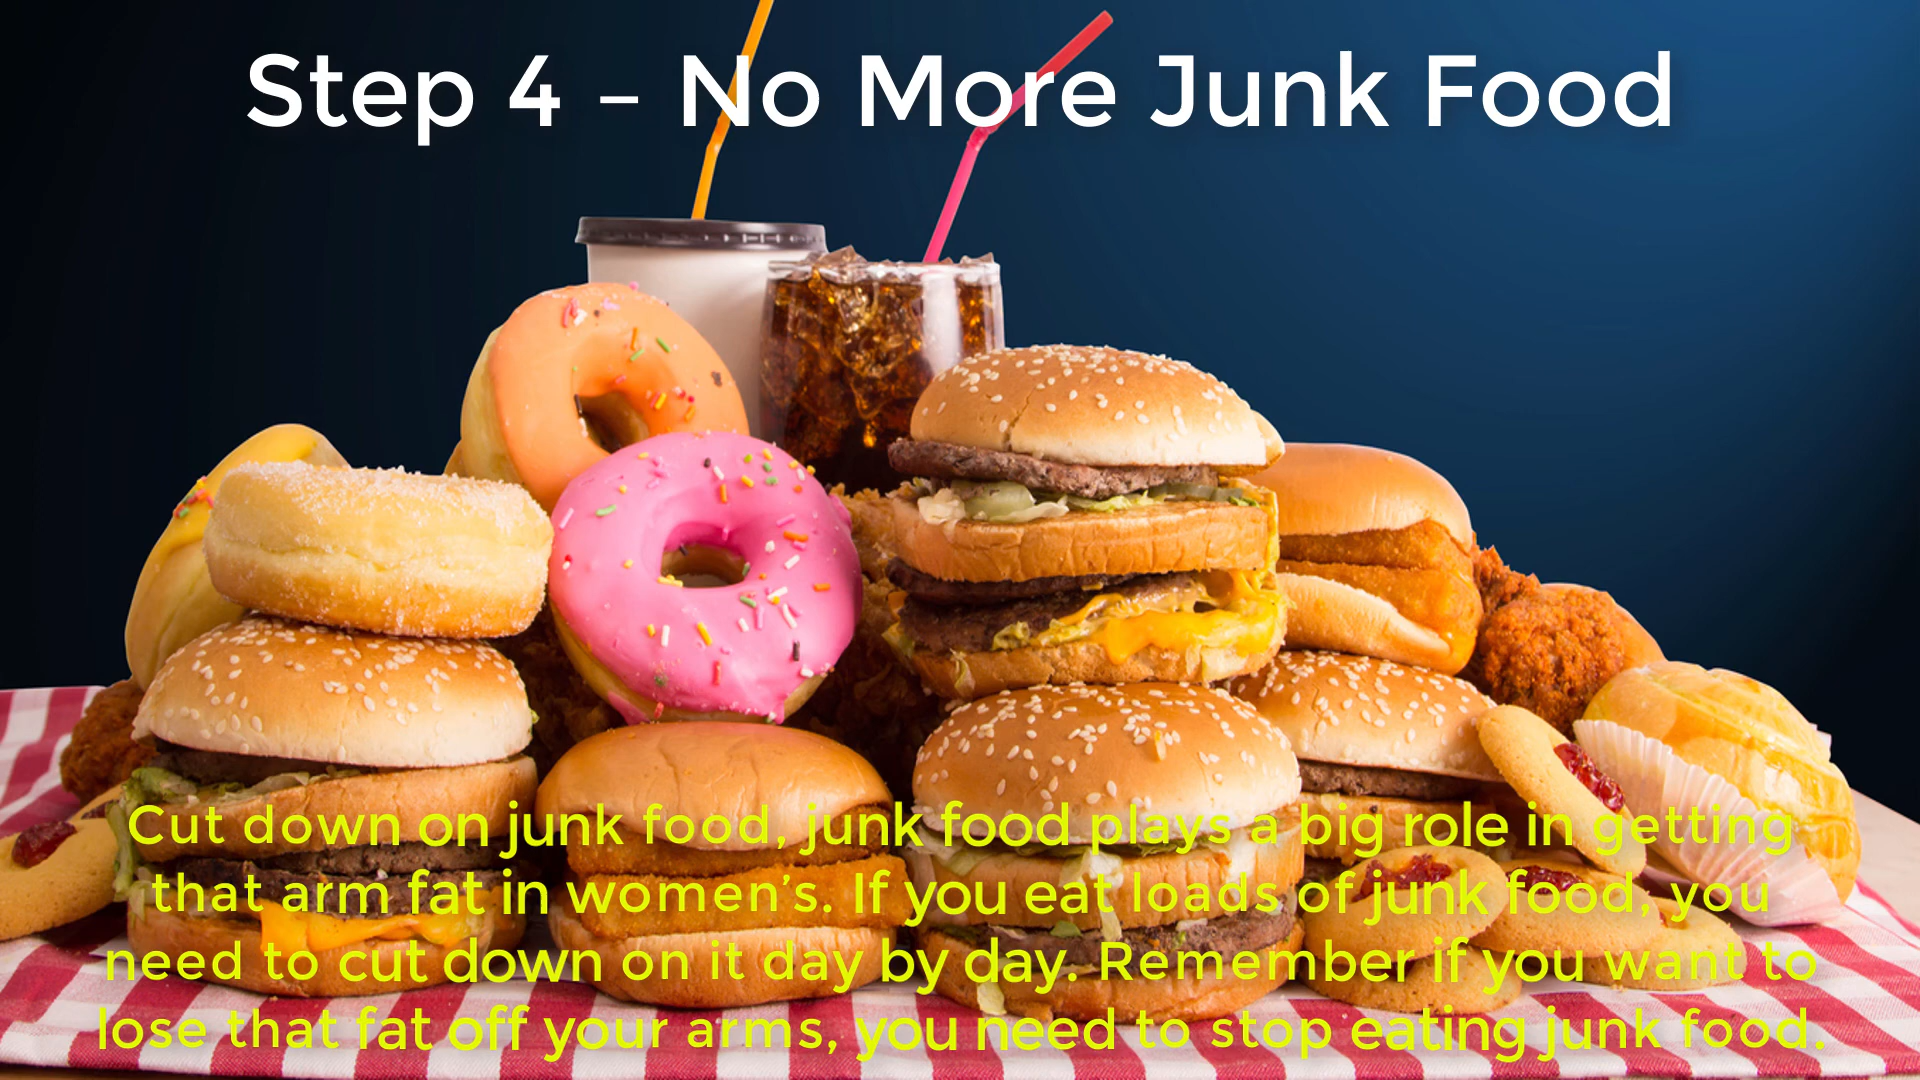 Step 4 – No More Junk Food
Cut down on junk food, junk food plays a big role in getting
that arm fat in women’s. If you eat loads of junk food, you
need to cut down on it day by day. Remember if you want to
lose that fat off your arms, you need to stop eating junk food.